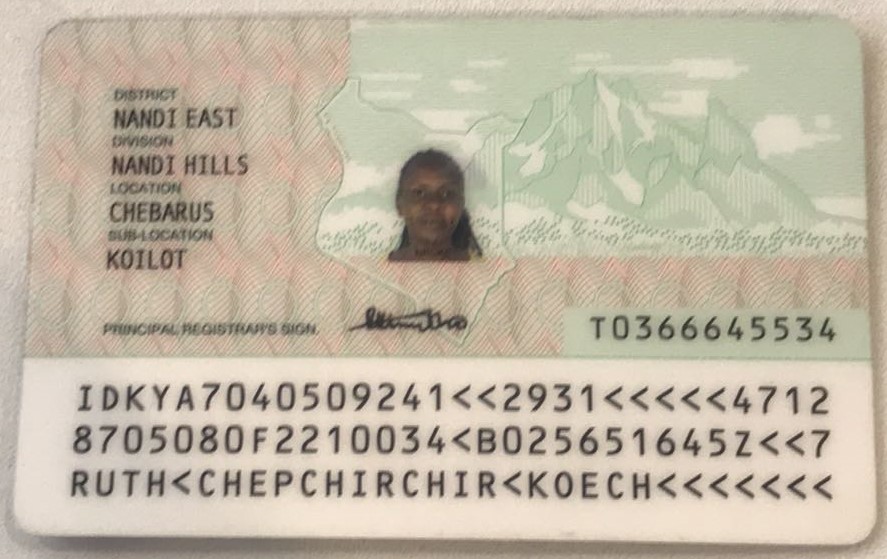 DISTRICT
NANDI EAST
DIVISION
NANDI HILLS
LOCATION
CHEBARUS
SUB-LOCATION
KOILOT
PRINCIPAL REGISTRAR'S SIGN.
T0366645534
IDKYA7040509241<<2931<<<<<4712
8705080F2210034<B025651645Z<<7
RUTH<CHEPCHIRCHIR<KOECH<<<<<<<